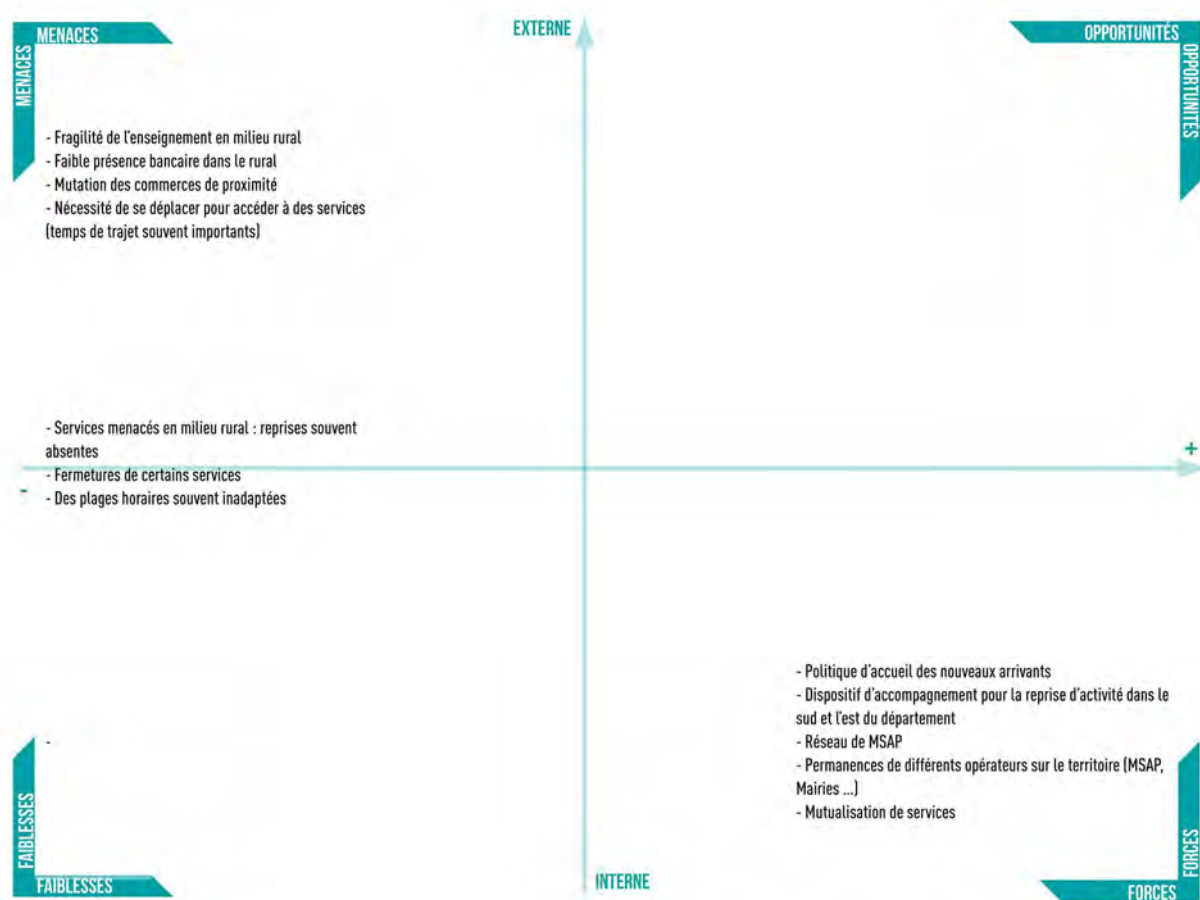 MENACES
MENACES
EXTERNE
OPPORTUNITÉS
OPPORTUNITÉS
- Fragilité de l'enseignement en milieu rural
- Faible présence bancaire dans le rural
- Mutation des commerces de proximité
- Nécessité de se déplacer pour accéder à des services
(temps de trajet souvent importants)
- Services menacés en milieu rural : reprises souvent
absentes
+
- Fermetures de certains services
-
- Des plages horaires souvent inadaptées
- Politique d'accueil des nouveaux arrivants
- Dispositif d'accompagnement pour la reprise d'activité dans le
sud et l'est du département
- Réseau de MSAP
- Permanences de différents opérateurs sur le territoire (MSAP,
Mairies ...)
- Mutualisation de services
-
FAIBLESSES
FAIBLESSES
INTERNE
FORCES
FORCES